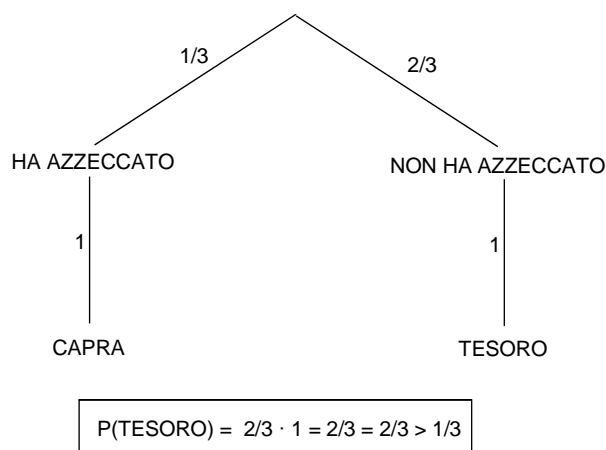 1/3
2/3
HA AZZECCATO
NON HA AZZECCATO
1
1
CAPRA
TESORO
P(TESORO) = 2/3 · 1 = 2/3 = 2/3 > 1/3